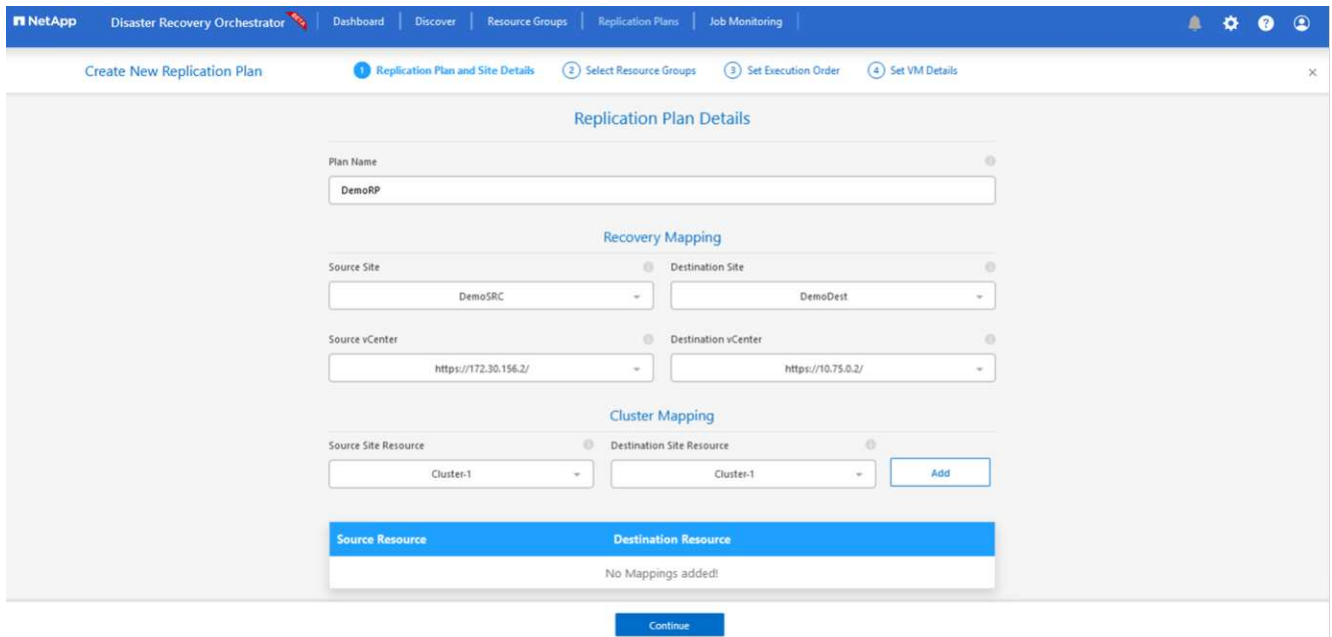 NetApp
Disaster Recovery Orchestrator
Dashboard
Discover
Resource Groups
Replication Plans
Job Monitoring
Create New Replication Plan
1 Replication Plan and Site Details
2 Select Resource Groups
3 Set Execution Order
4 Set VM Details
Replication Plan Details
Plan Name
DemoRP
Recovery Mapping
Source Site
Destination Site
DemoSRC
DemoDest
Source vCenter
Destination vCenter
https://172.30.156.2/
https://10.75.0.2/
Cluster Mapping
Source Site Resource
Destination Site Resource
Cluster-1
Cluster-1
Add
Source Resource
Destination Resource
No Mappings added!
Continue